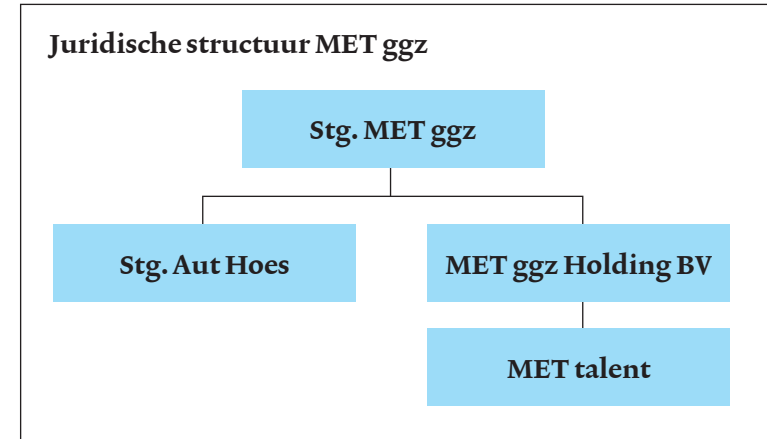 Juridische structuur MET ggz
Stg. MET ggz
Stg. Aut Hoes
MET ggz Holding BV
MET talent